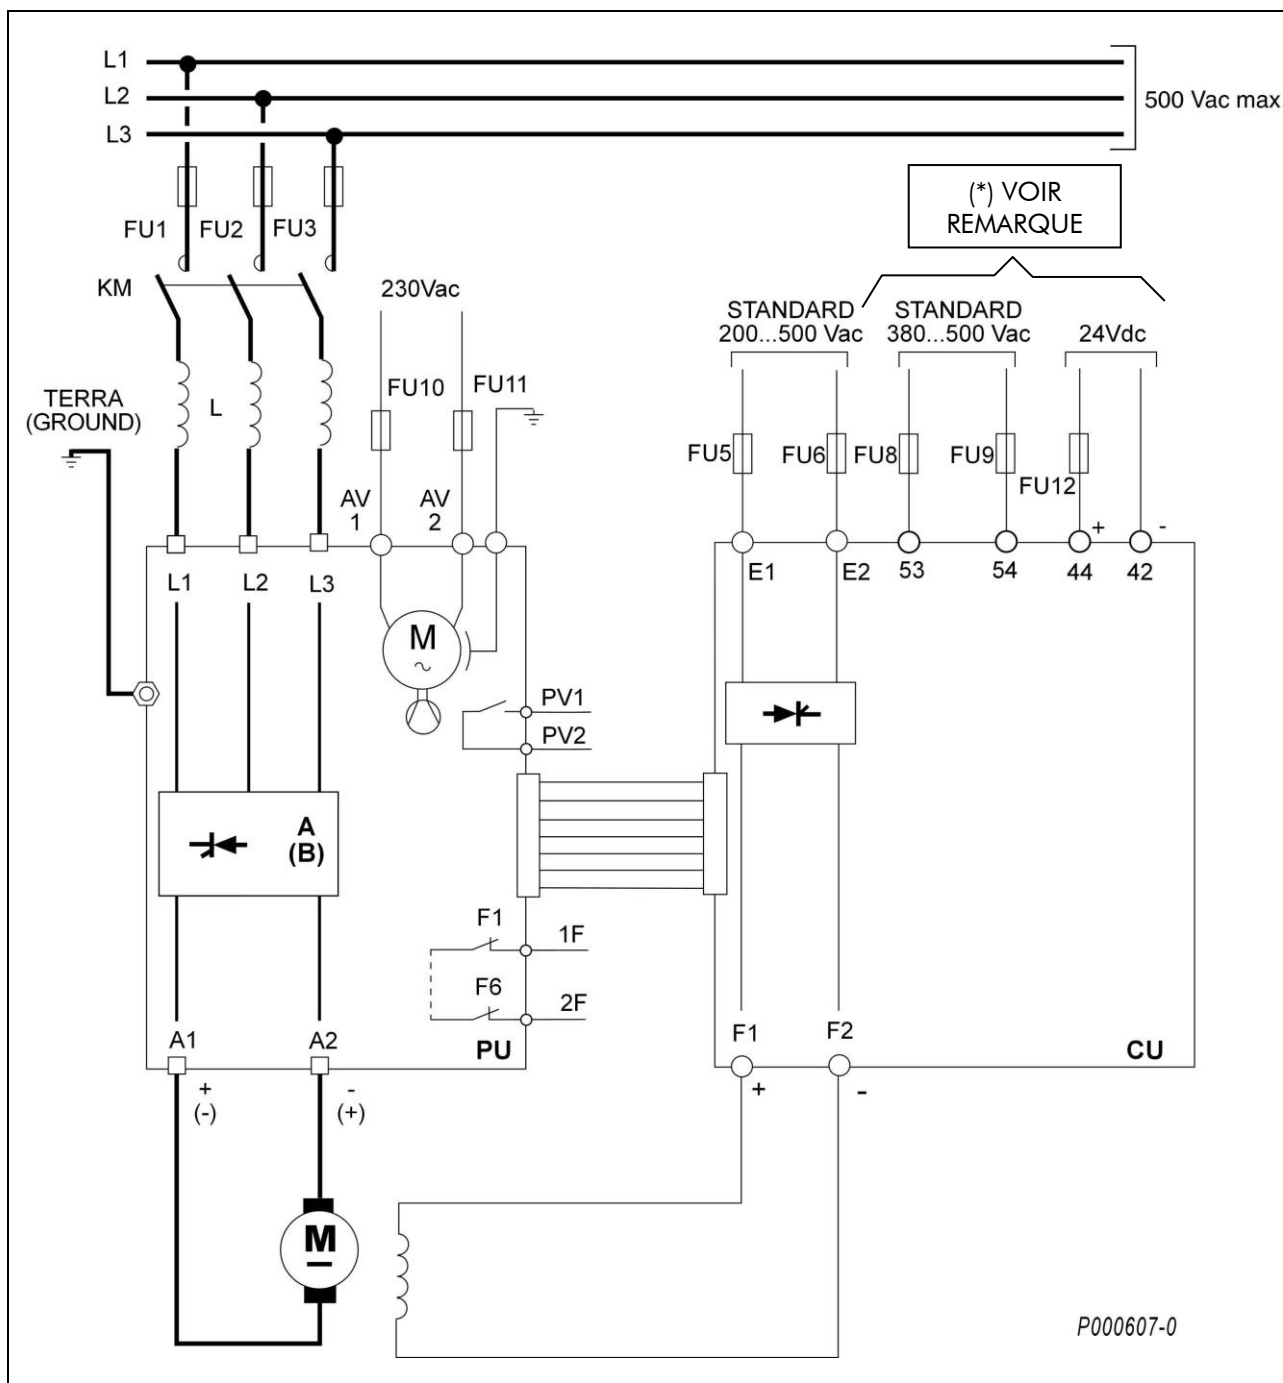 L1
L2
500 Vac max
L3
(*) VOIR
REMARQUE
FU1
FU2
FU3
KM
230Vac
STANDARD
200...500 Vac
STANDARD
380...500 Vac
24Vdc
FU10
FU11
TERRA
(GROUND)
L
FU5
FU6
FU8
FU9
FU12
AV
1
AV
2
+
-
L1
L2
L3
E1
E2
53
54
44
42
M
~
PV1
PV2
A
(B)
F1
1F
F6
2F
A1
A2
PU
F1
F2
CU
+
(-)
-
(+)
+
-
M
P000607-0